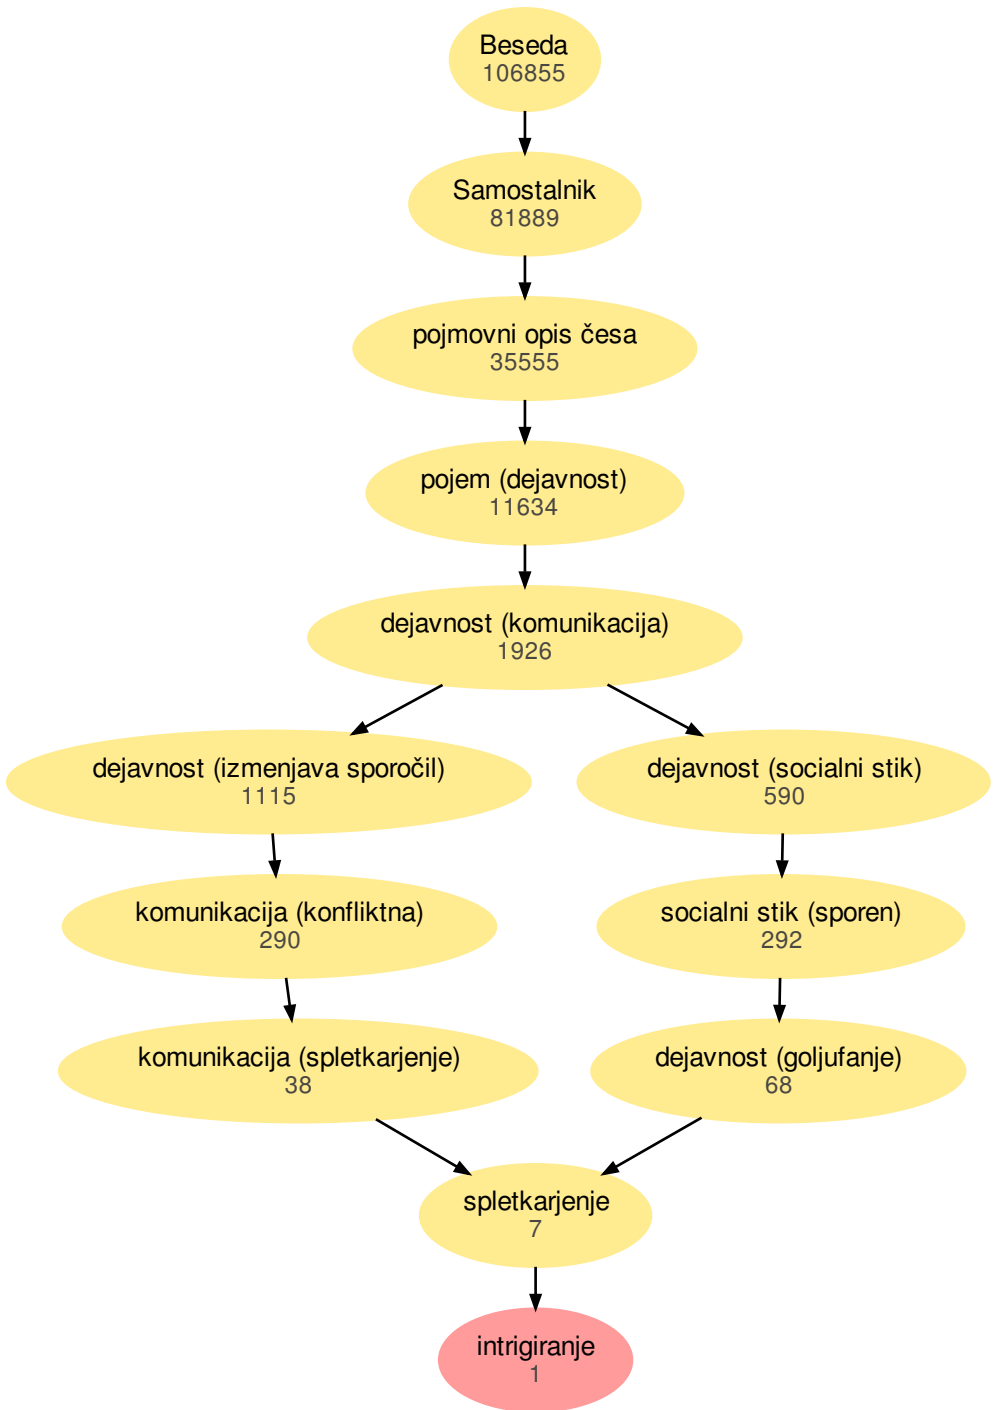 Beseda
106855
Samostalnik
81889
pojmovni opis česa
35555
pojem (dejavnost)
11634
dejavnost (komunikacija)
1926
dejavnost (izmenjava sporočil)
1115
dejavnost (socialni stik)
590
komunikacija (konfliktna)
290
socialni stik (sporen)
292
komunikacija (spletkarjenje)
38
dejavnost (goljufanje)
68
spletkarjenje
7
intrigiranje
1